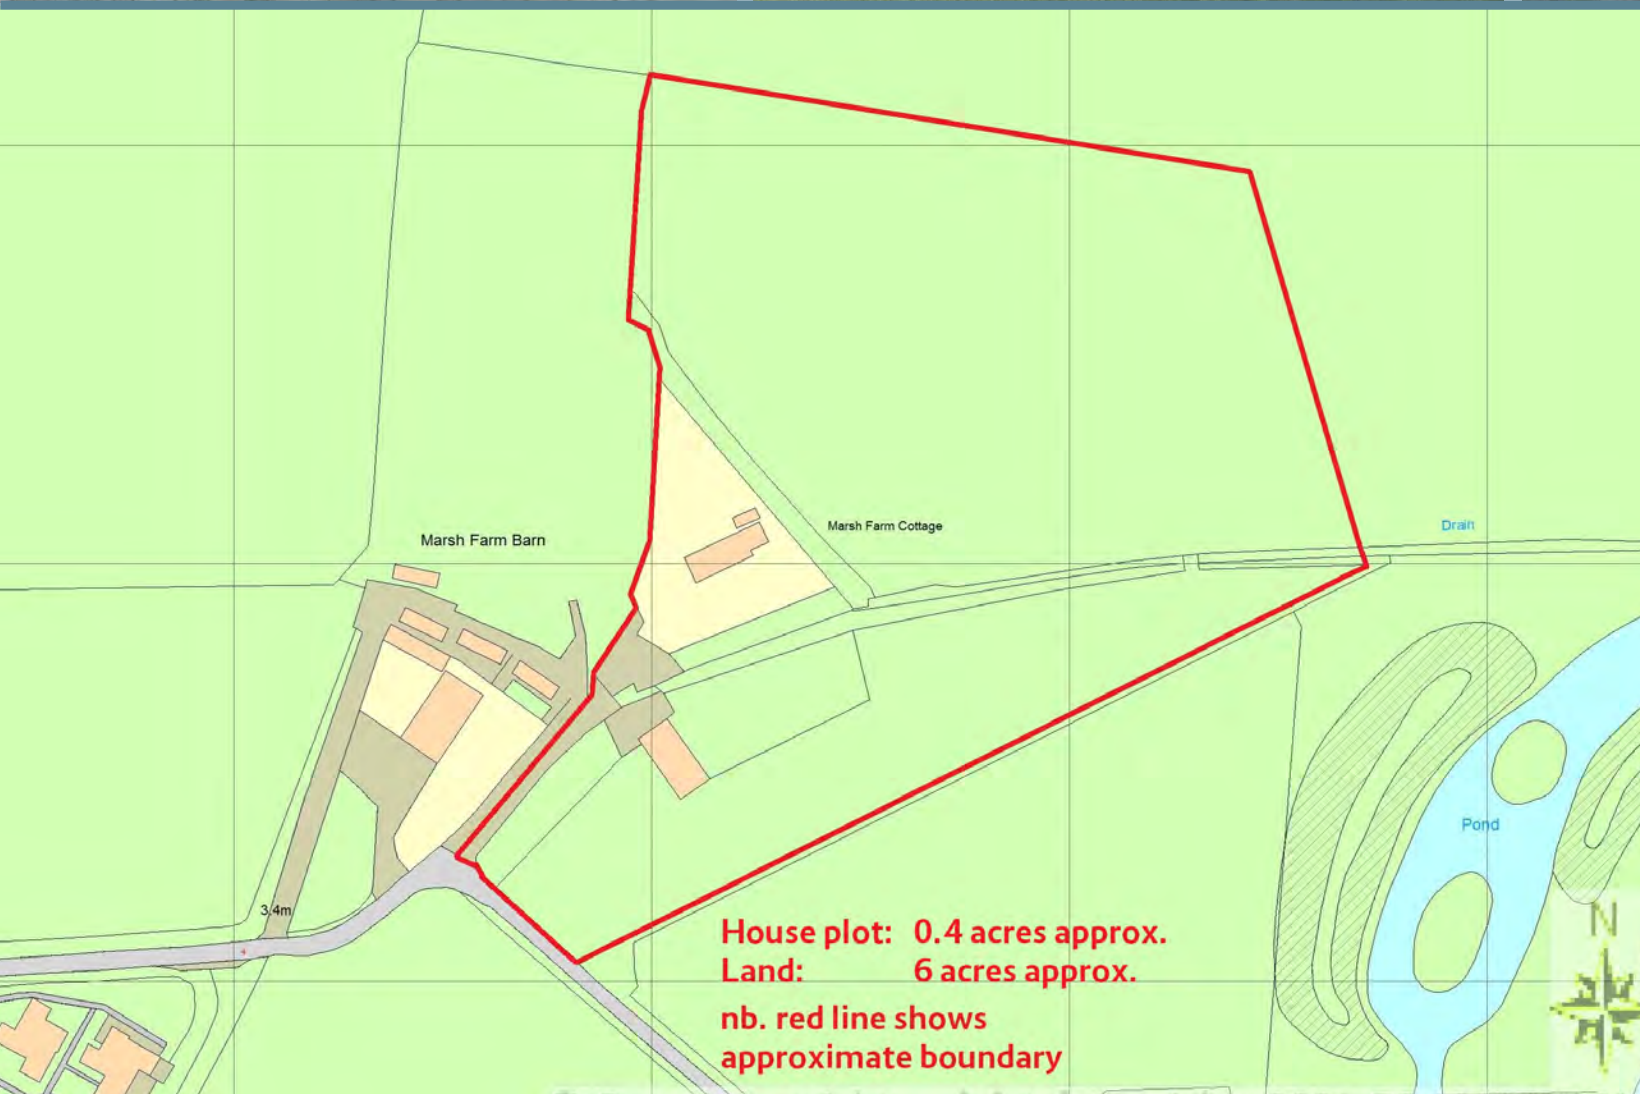 Marsh Farm Cottage
Drain
Marsh Farm Barn
Pond
3.4m
N
House plot: 0.4 acres approx.
Land: 6 acres approx.
nb. red line shows
approximate boundary